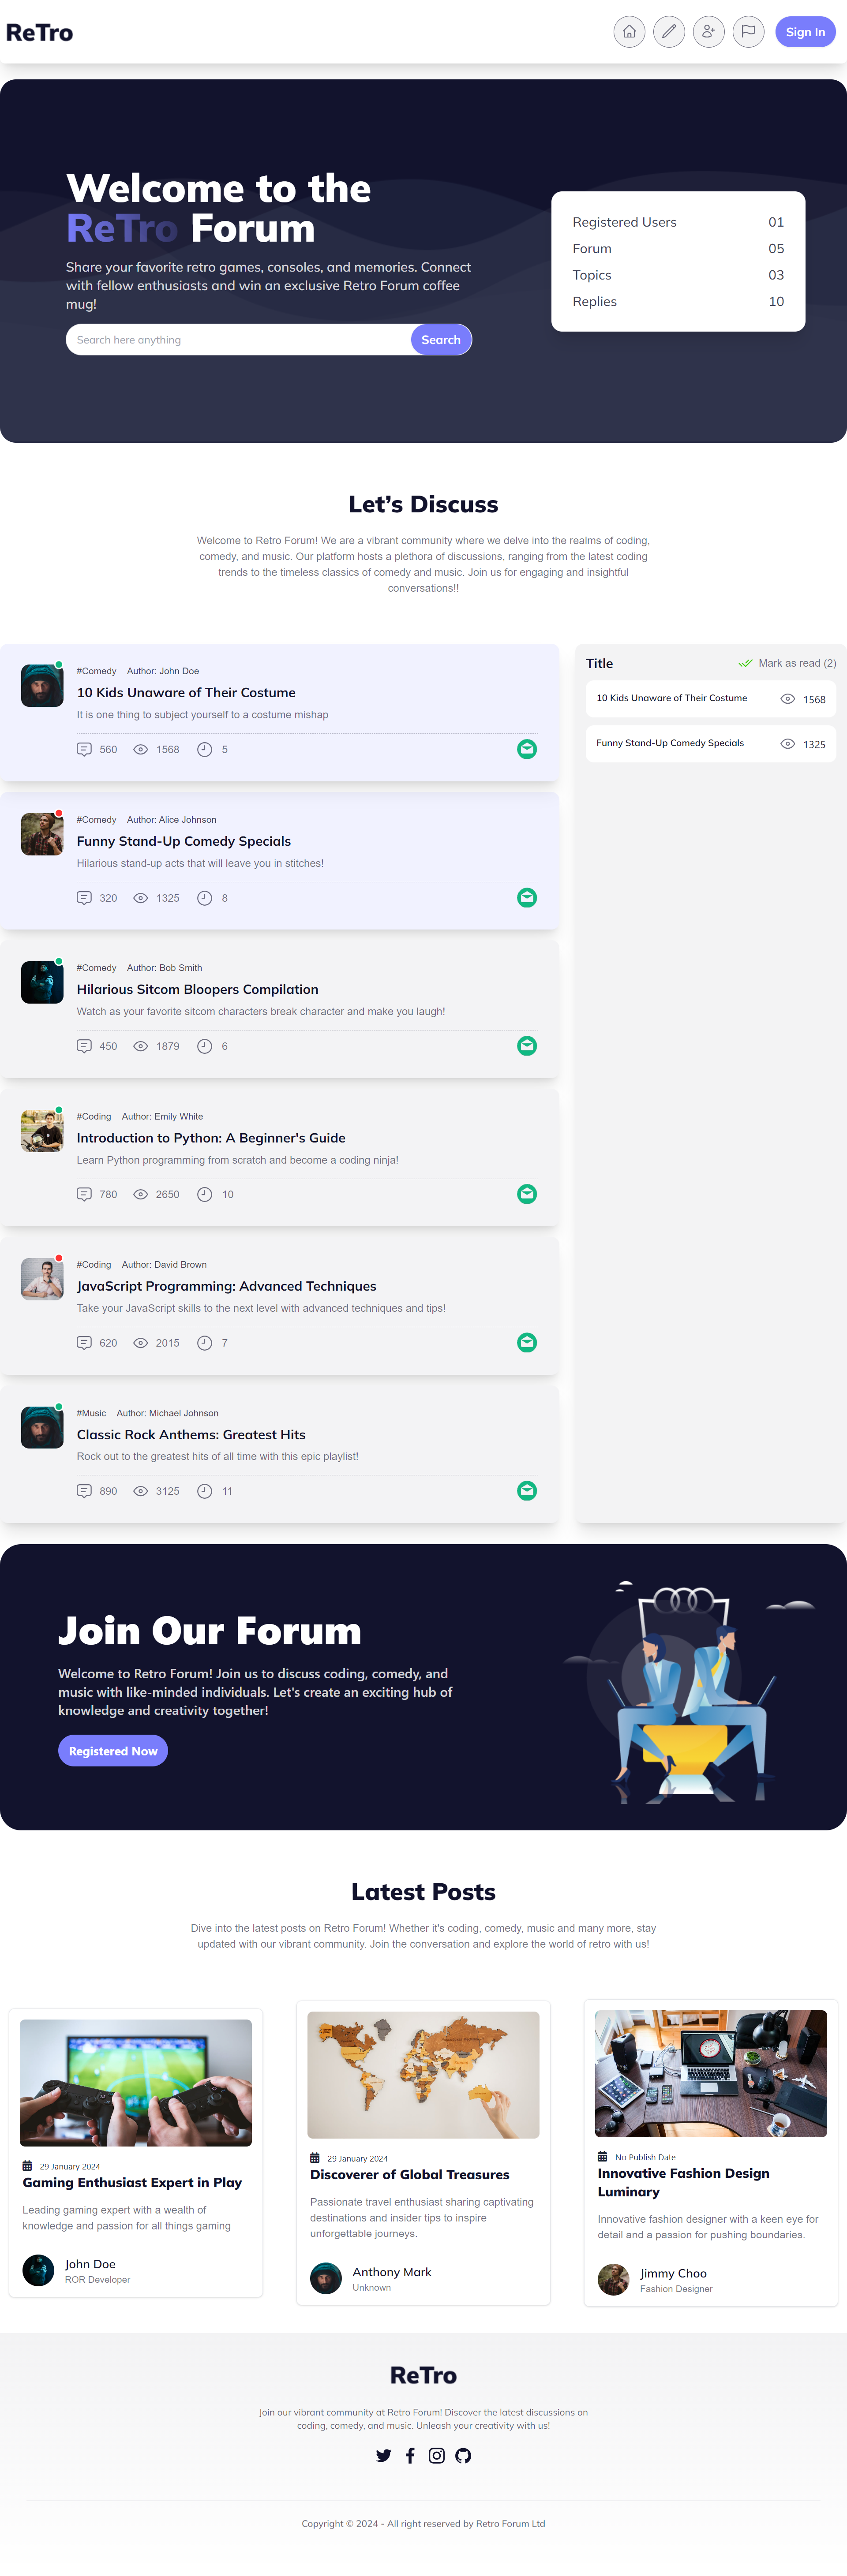 ReTro
Sign In
Welcome to the
ReTro Forum
Share your favorite retro games, consoles, and memories. Connect
with fellow enthusiasts and win an exclusive Retro Forum coffee
mug!
Search here anything
Search
Registered Users 01
Forum 05
Topics 03
Replies 10
Let's Discuss
Welcome to Retro Forum! We are a vibrant community where we delve into the realms of coding,
comedy, and music. Our platform hosts a plethora of discussions, ranging from the latest coding
trends to the timeless classics of comedy and music. Join us for engaging and insightful
conversations!!
#Comedy Author: John Doe
10 Kids Unaware of Their Costume
It is one thing to subject yourself to a costume mishap
560 1568 5
#Comedy Author: Alice Johnson
Funny Stand-Up Comedy Specials
Hilarious stand-up acts that will leave you in stitches!
320 1325 8
#Comedy Author: Bob Smith
Hilarious Sitcom Bloopers Compilation
Watch as your favorite sitcom characters break character and make you laugh!
450 1879 6
#Coding Author: Emily White
Introduction to Python: A Beginner's Guide
Learn Python programming from scratch and become a coding ninja!
780 2650 10
#Coding Author: David Brown
JavaScript Programming: Advanced Techniques
Take your JavaScript skills to the next level with advanced techniques and tips!
620 2015 7
#Music Author: Michael Johnson
Classic Rock Anthems: Greatest Hits
Rock out to the greatest hits of all time with this epic playlist!
890 3125 11
Title Mark as read (2)
10 Kids Unaware of Their Costume 1568
Funny Stand-Up Comedy Specials 1325
Join Our Forum
Welcome to Retro Forum! Join us to discuss coding, comedy, and
music with like-minded individuals. Let's create an exciting hub of
knowledge and creativity together!
Registered Now
Latest Posts
Dive into the latest posts on Retro Forum! Whether it's coding, comedy, music and many more, stay
updated with our vibrant community. Join the conversation and explore the world of retro with us!
29 January 2024
Gaming Enthusiast Expert in Play
Leading gaming expert with a wealth of
knowledge and passion for all things gaming
John Doe
ROR Developer
29 January 2024
Discoverer of Global Treasures
Passionate travel enthusiast sharing captivating
destinations and insider tips to inspire
unforgettable journeys.
Anthony Mark
Unknown
No Publish Date
Innovative Fashion Design
Luminary
Innovative fashion designer with a keen eye for
detail and a passion for pushing boundaries.
Jimmy Choo
Fashion Designer
ReTro
Join our vibrant community at Retro Forum! Discover the latest discussions on
coding, comedy, and music. Unleash your creativity with us!
Copyright © 2024 - All right reserved by Retro Forum Ltd